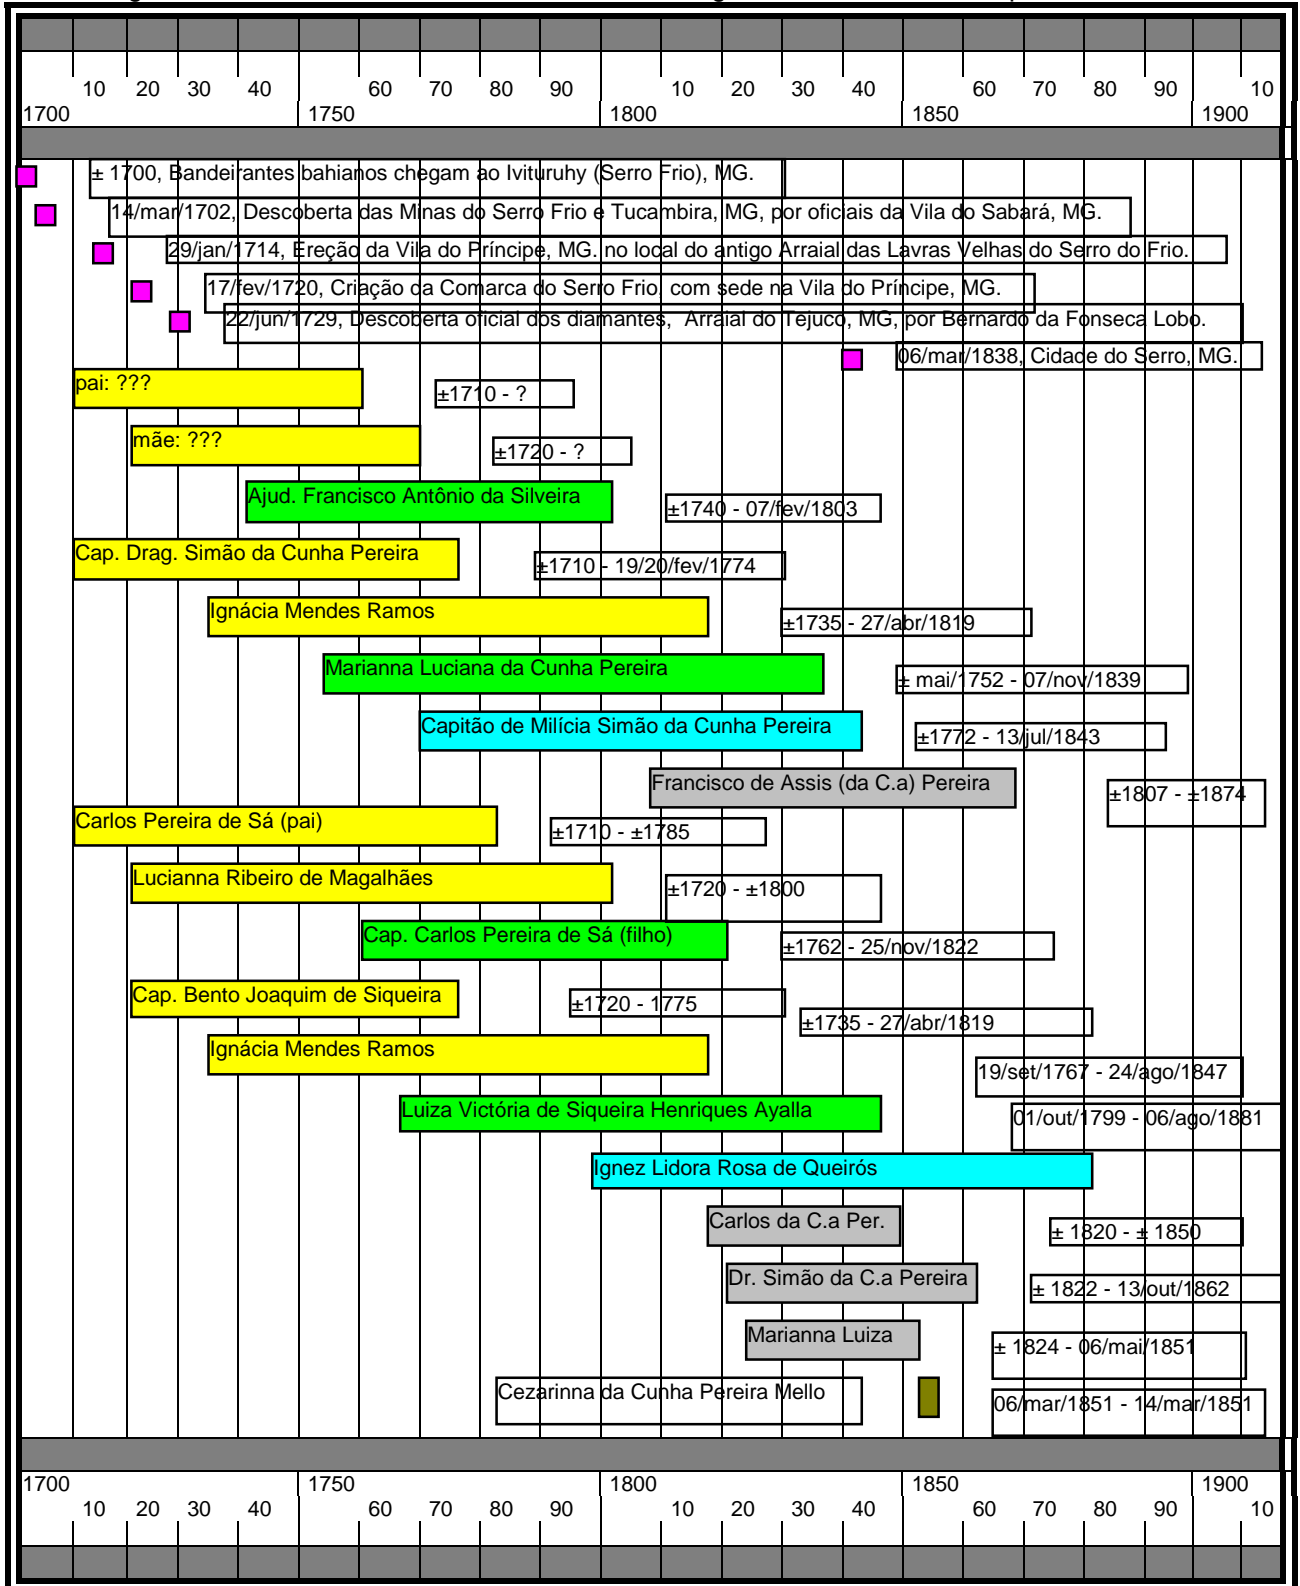 10 20 30 40 60 70 80 90 10 20 30 40 60 70 80 90 10
1700 1750 1800 1850 1900
± 1700, Bandeirantes bahianos chegam ao Ivituruhy (Serro Frio), MG.
14/mar/1702, Descoberta das Minas do Serro Frio e Tucambira, MG, por oficiais da Vila do Sabará, MG.
29/jan/1714, Ereção da Vila do Príncipe, MG. no local do antigo Arraial das Lavras Velhas do Serro do Frio.
17/fev/1720, Criação da Comarca do Serro Frio, com sede na Vila do Príncipe, MG.
22/jun/1729, Descoberta oficial dos diamantes, Arraial do Tejuco, MG, por Bernardo da Fonseca Lobo.
06/mar/1838, Cidade do Serro, MG.
pai: ??? ±1710 - ?
mãe: ??? ±1720 - ?
Ajud. Francisco Antônio da Silveira ±1740 - 07/fev/1803
Cap. Drag. Simão da Cunha Pereira ±1710 - 19/20/fev/1774
Ignácia Mendes Ramos ±1735 - 27/abr/1819
Marianna Luciana da Cunha Pereira ± mai/1752 - 07/nov/1839
Capitão de Milícia Simão da Cunha Pereira ±1772 - 13/jul/1843
Francisco de Assis (da C.a) Pereira ±1807 - ±1874
Carlos Pereira de Sá (pai) ±1710 - ±1785
Lucianna Ribeiro de Magalhães ±1720 - ±1800
Cap. Carlos Pereira de Sá (filho) ±1762 - 25/nov/1822
Cap. Bento Joaquim de Siqueira ±1720 - 1775
±1735 - 27/abr/1819
Ignácia Mendes Ramos
19/set/1767 - 24/ago/1847
Luiza Victória de Siqueira Henriques Ayalla 01/out/1799 - 06/ago/1881
Ignez Lidora Rosa de Queirós
Carlos da C.a Per. ± 1820 - ± 1850
Dr. Simão da C.a Pereira ± 1822 - 13/out/1862
Marianna Luiza ± 1824 - 06/mai/1851
Cezarinna da Cunha Pereira Mello 06/mar/1851 - 14/mar/1851
1700 1750 1800 1850 1900
10 20 30 40 60 70 80 90 10 20 30 40 60 70 80 90 10